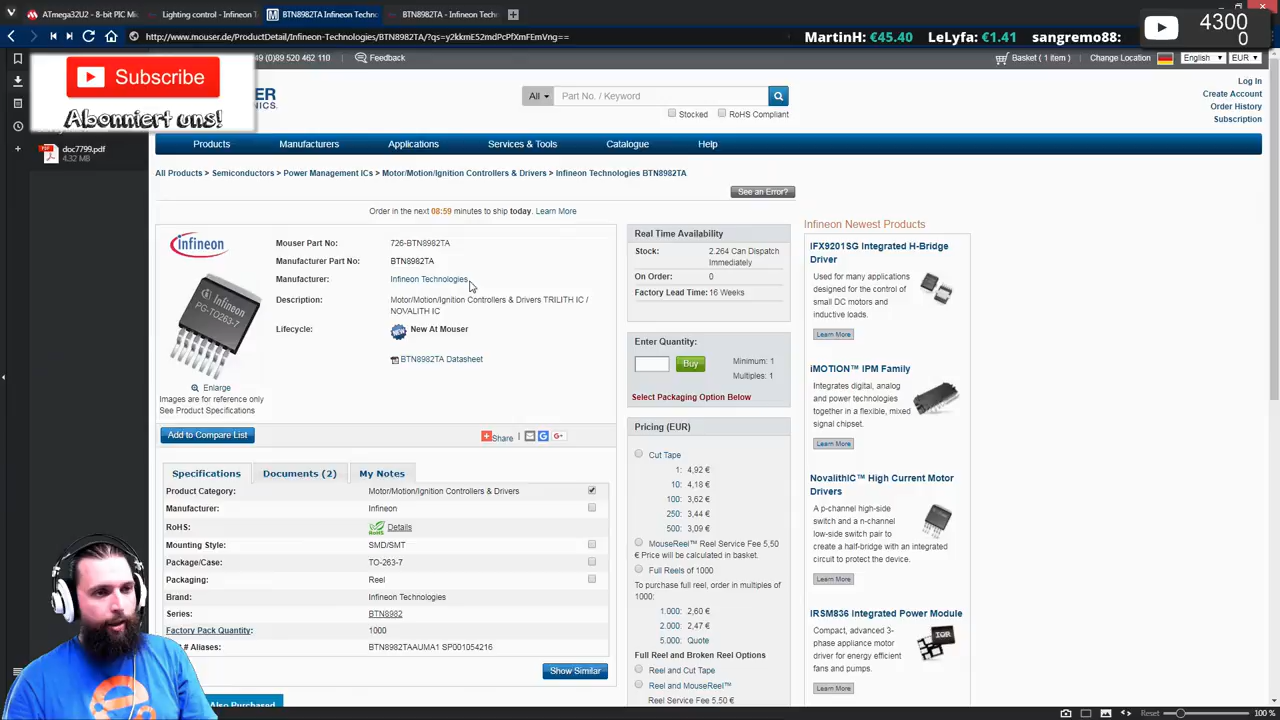 ATmega32U2 - 8-bit PIC Mi
Lighting control - Infineon T
BTN8982TA Infineon Techno
BTN8982TA - Infineon Techn
http://www.mouser.de/ProductDetail/Infineon-Technologies/BTN8982TA/?qs=y2kkmE52mdPcPfXmFEmVng==
MartinH: €45.40
LeLyfa: €1.41
sangremo88:
4300
0
Subscribe
Abonniert uns!
(0)89 520 462 110
Feedback
Basket (1 item)
Change Location
English
EUR
Log In
Create Account
Order History
Subscription
All
Part No. / Keyword
Stocked
RoHS Compliant
doc7799.pdf
4.32 MB
Products
Manufacturers
Applications
Services & Tools
Catalogue
Help
All Products > Semiconductors > Power Management ICs > Motor/Motion/Ignition Controllers & Drivers > Infineon Technologies BTN8982TA
See an Error?
Order in the next 08:59 minutes to ship today. Learn More
infineon
Infineon
PG-TO263-7
Enlarge
Images are for reference only
See Product Specifications
Mouser Part No: 726-BTN8982TA
Manufacturer Part No: BTN8982TA
Manufacturer: Infineon Technologies
Description: Motor/Motion/Ignition Controllers & Drivers TRILITH IC /
NOVALITH IC
Lifecycle: NEW New At Mouser
BTN8982TA Datasheet
Add to Compare List
Share
Specifications
Documents (2)
My Notes
Product Category: Motor/Motion/Ignition Controllers & Drivers
Manufacturer: Infineon
RoHS: RoHS Details
Mounting Style: SMD/SMT
Package/Case: TO-263-7
Packaging: Reel
Brand: Infineon Technologies
Series: BTN8982
Factory Pack Quantity: 1000
# Aliases: BTN8982TAAUMA1 SP001054216
Show Similar
Also Purchased
Real Time Availability
Stock: 2.264 Can Dispatch
Immediately
On Order: 0
Factory Lead Time: 16 Weeks
Enter Quantity:
Buy
Minimum: 1
Multiples: 1
Select Packaging Option Below
Pricing (EUR)
Cut Tape
1: 4,92 €
10: 4,18 €
100: 3,62 €
250: 3,44 €
500: 3,09 €
MouseReel™ Reel Service Fee 5,50
€ Price will be calculated in basket.
Full Reels of 1000
To purchase full reel, order in multiples of
1000:
1.000: 2,60 €
2.000: 2,47 €
5.000: Quote
Full Reel and Broken Reel Options
Reel and Cut Tape
Reel and MouseReel™
Reel Service Fee 5.50 €
Infineon Newest Products
IFX9201SG Integrated H-Bridge
Driver
Used for many applications
designed for the control of
small DC motors and
inductive loads.
Learn More
iMOTION™ IPM Family
Integrates digital, analog
and power technologies
together in a flexible, mixed
signal chipset.
Learn More
NovalithIC™ High Current Motor
Drivers
A p-channel high-side
switch and a n-channel
low-side switch pair to
create a half-bridge with an integrated
circuit to protect the device.
Learn More
IRSM836 Integrated Power Module
Compact, advanced 3-
phase appliance motor
driver for energy efficient
fans and pumps.
Learn More
Reset
100 %